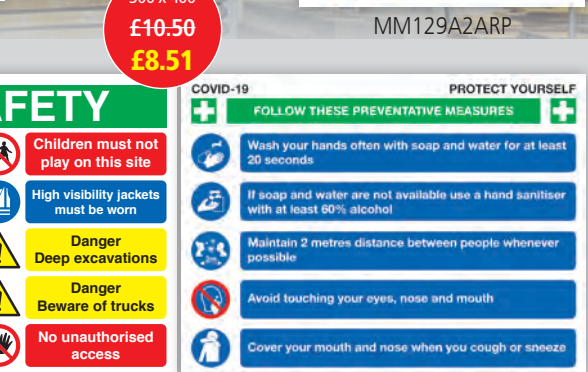 £10.50
£8.51
MM129A2ARP
Children must not
play on this site
High visibility jackets
must be worn
Danger
Deep excavations
Danger
Beware of trucks
No unauthorised
access
COVID-19 PROTECT YOURSELF
FOLLOW THESE PREVENTATIVE MEASURES
Wash your hands often with soap and water for at least
20 seconds
If soap and water are not available use a hand sanitiser
with at least 60% alcohol
Maintain 2 metres distance between people whenever
possible
Avoid touching your eyes, nose and mouth
Cover your mouth and nose when you cough or sneeze